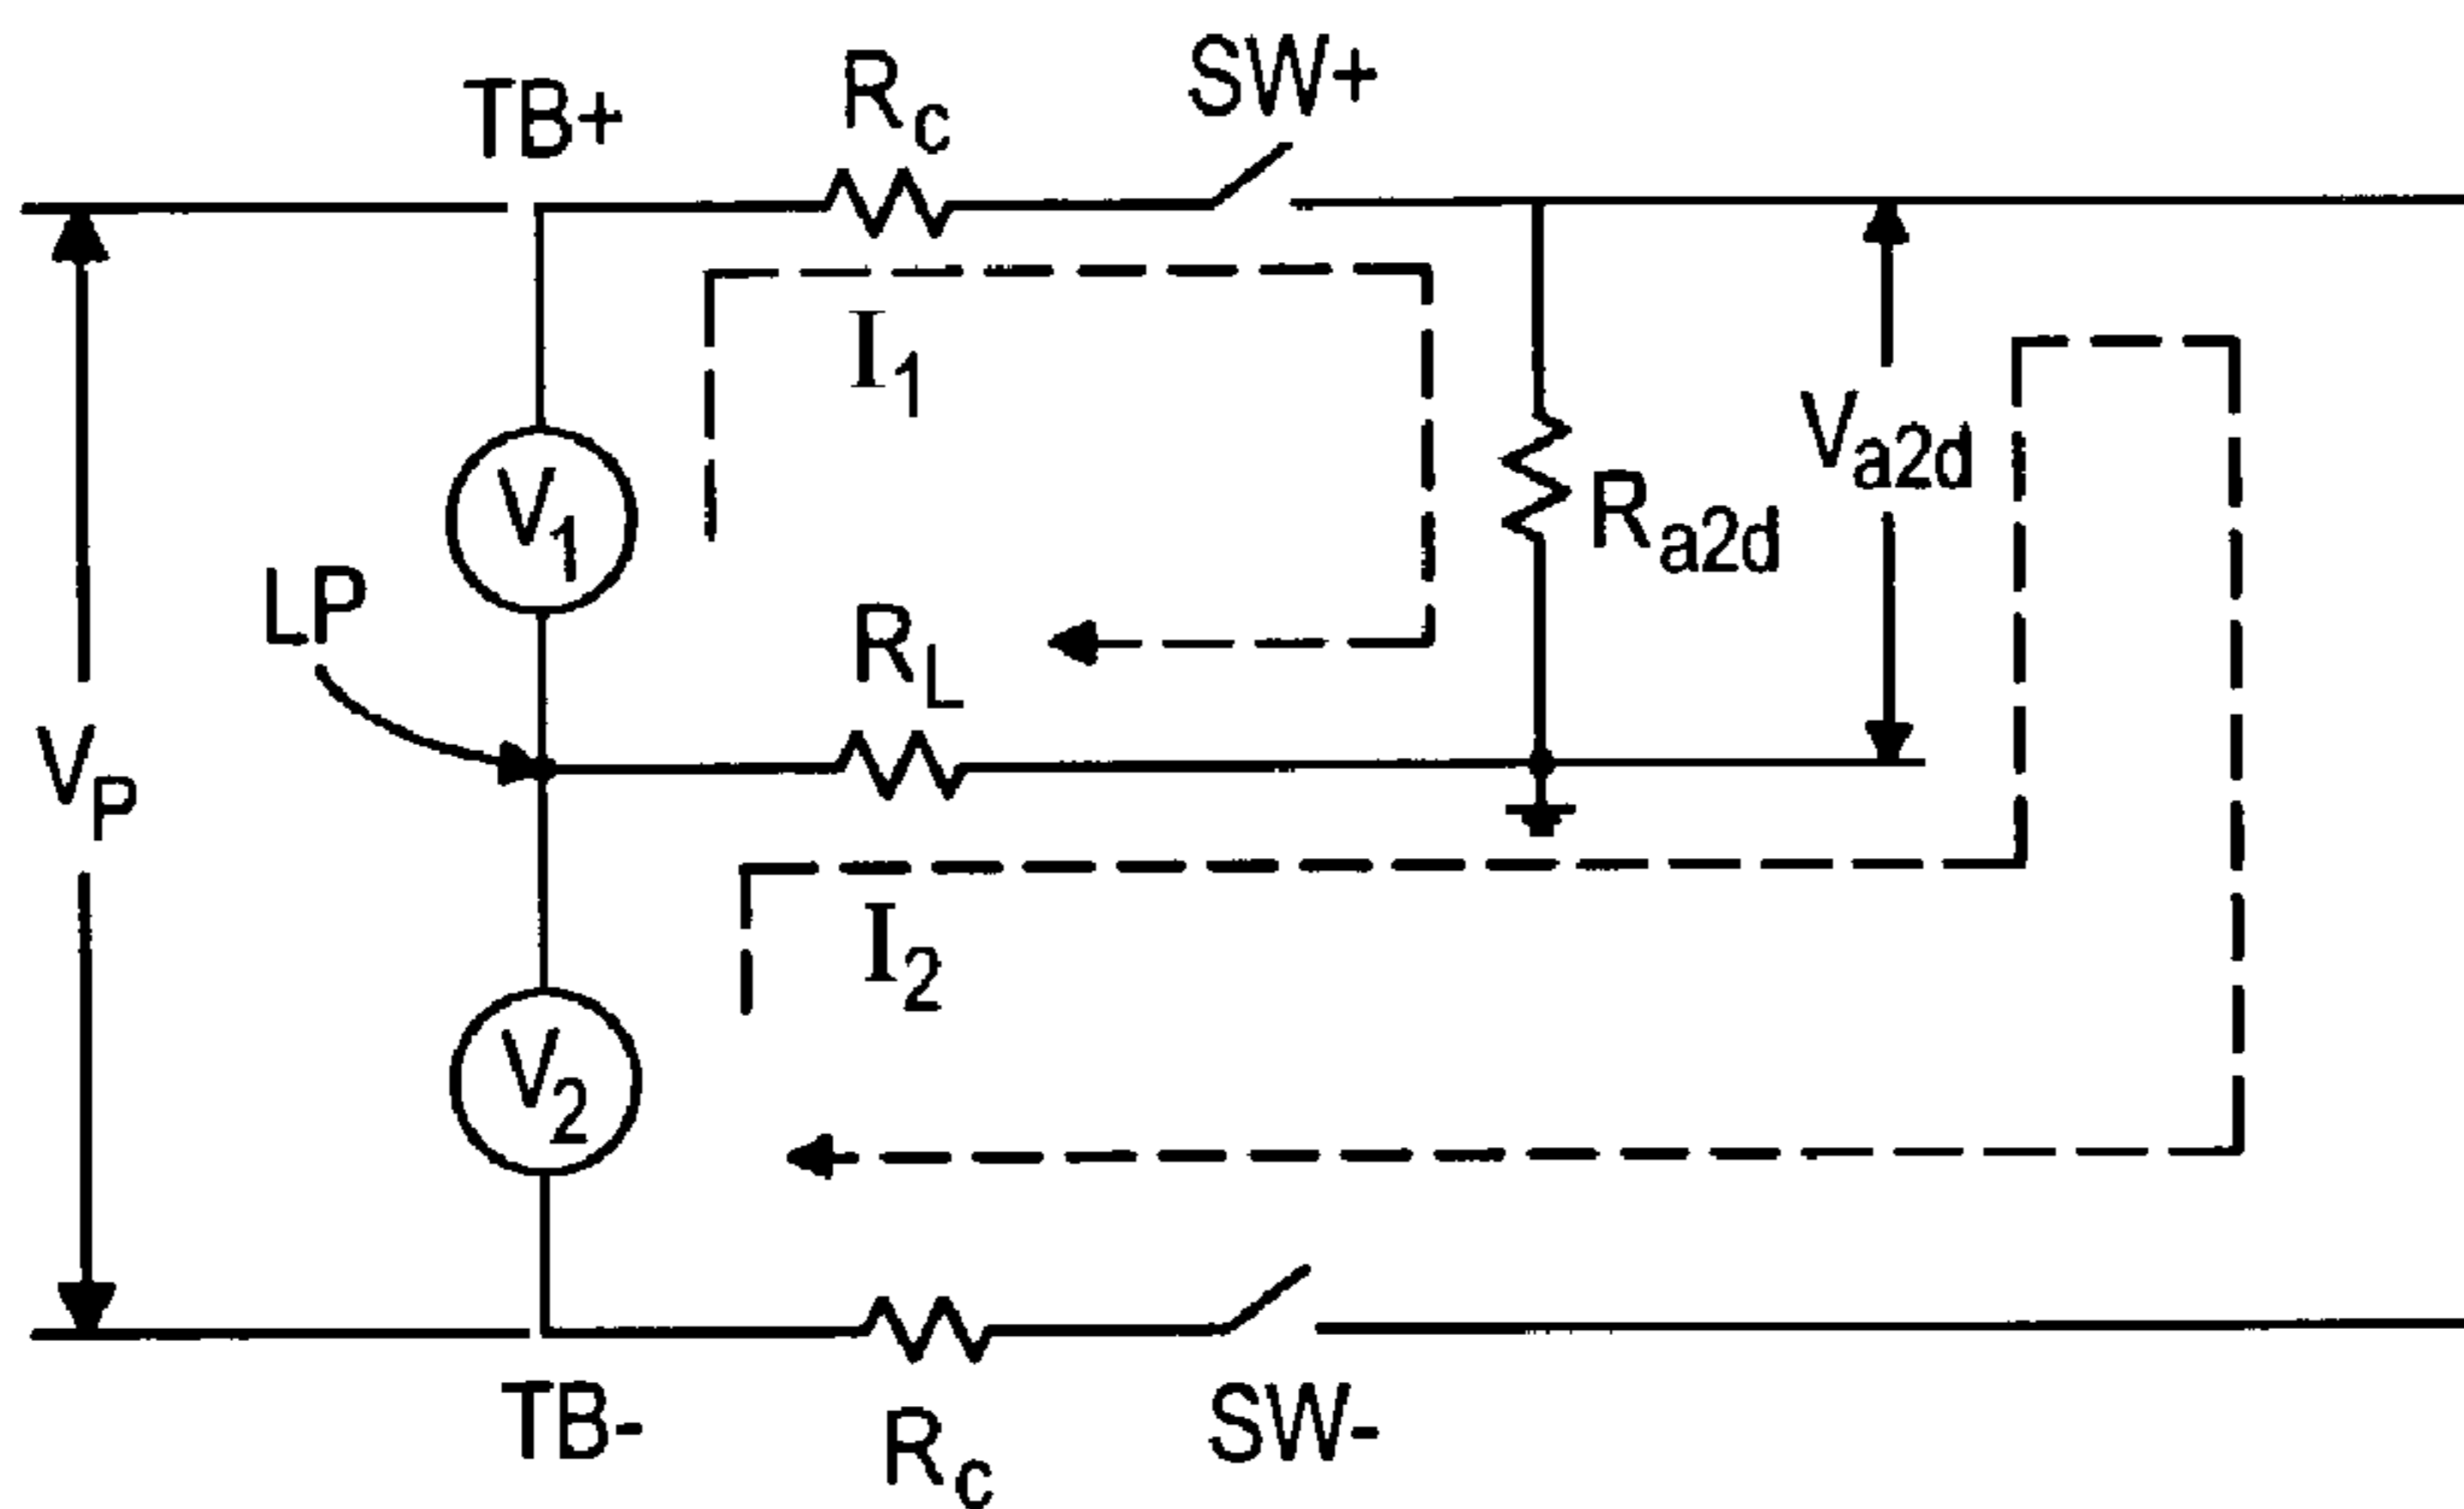 TB+
Rc
SW+
I1
V1
Va2d
Ra2d
LP
RL
VP
I2
V2
TB-
Rc
SW-